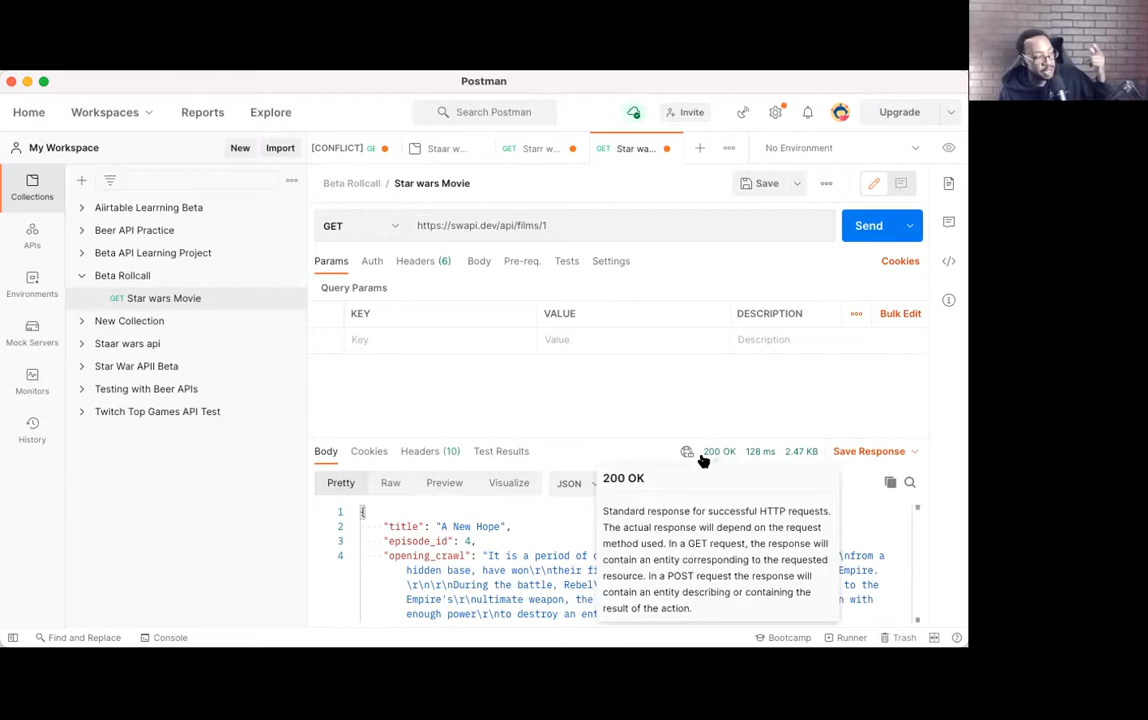 Postman
Home Workspaces Reports Explore Search Postman Invite Upgrade
My Workspace New Import [CONFLICT] GE Staar w... GET Starr w... GET Star wa... No Environment
Collections
APIs
Environments
Mock Servers
Monitors
History
Aiirtable Learrning Beta
Beer API Practice
Beta API Learning Project
Beta Rollcall
GET Star wars Movie
New Collection
Staar wars api
Star War APII Beta
Testing with Beer APIs
Twitch Top Games API Test
Beta Rollcall / Star wars Movie Save
GET https://swapi.dev/api/films/1 Send
Params Auth Headers (6) Body Pre-req. Tests Settings Cookies
Query Params
KEY VALUE DESCRIPTION Bulk Edit
Key Value Description
Body Cookies Headers (10) Test Results 200 OK 128 ms 2.47 KB Save Response
Pretty Raw Preview Visualize JSON
200 OK
Standard response for successful HTTP requests.
The actual response will depend on the request
method used. In a GET request, the response will
contain an entity corresponding to the requested
resource. in a POST request the response will
contain an entity describing or containing the
result of the action.
1 {
2 "title": "A New Hope",
3 "episode_id": 4,
4 "opening_crawl": "It is a period of \nfrom a
hidden base, have won\r\ntheir Empire.
\r\n\r\nDuring the battle, Rebel to the
Empire's\r\nultimate weapon, the with
enough power\r\nto destroy an
Find and Replace Console Bootcamp Runner Trash